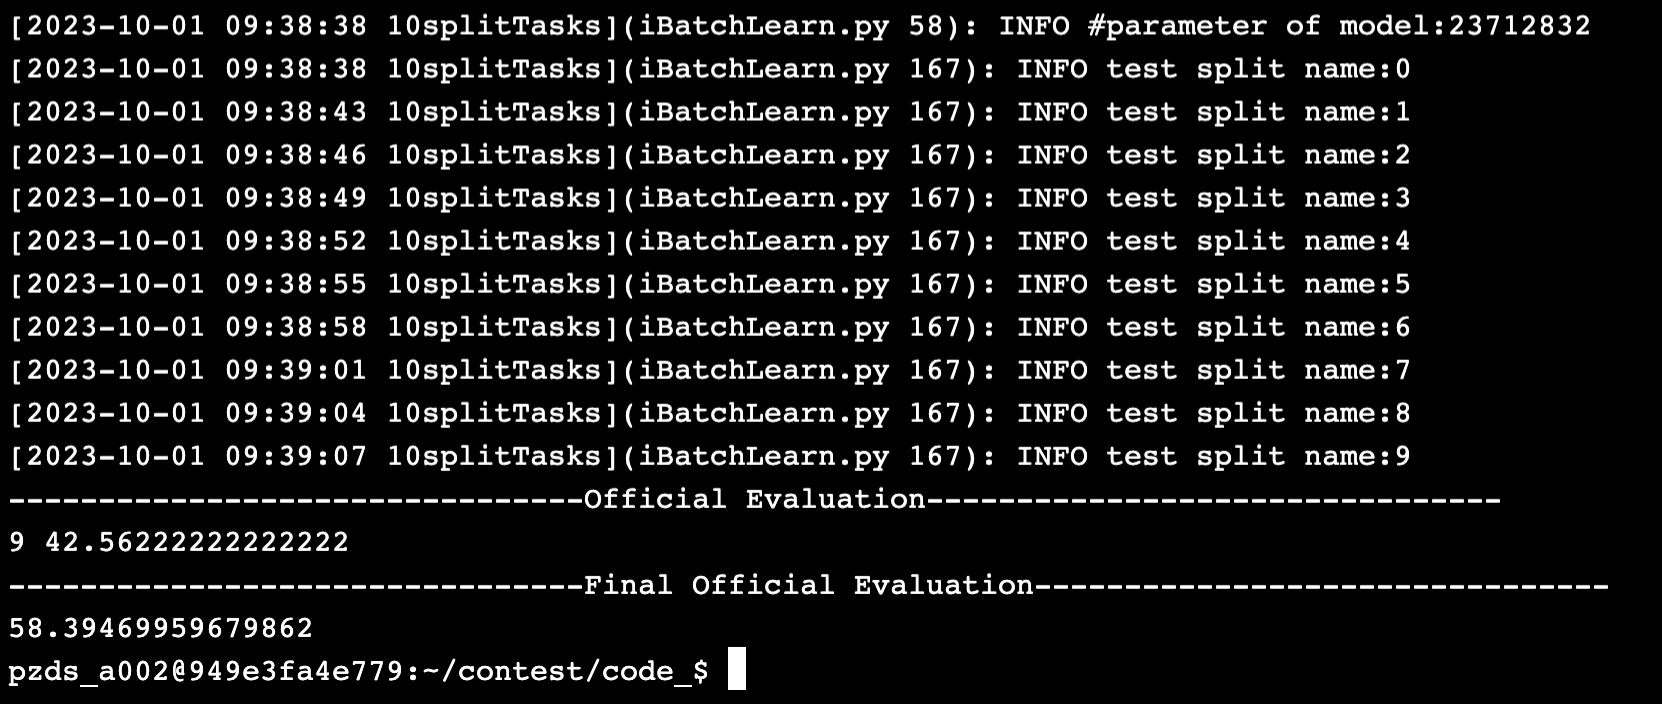 [2023-10-01 09:38:38 10splitTasks](iBatchLearn.py 58): INFO #parameter of model:23712832
[2023-10-01 09:38:38 10splitTasks](iBatchLearn.py 167): INFO test split name:0
[2023-10-01 09:38:43 10splitTasks](iBatchLearn.py 167): INFO test split name:1
[2023-10-01 09:38:46 10splitTasks](iBatchLearn.py 167): INFO test split name:2
[2023-10-01 09:38:49 10splitTasks](iBatchLearn.py 167): INFO test split name:3
[2023-10-01 09:38:52 10splitTasks](iBatchLearn.py 167): INFO test split name:4
[2023-10-01 09:38:55 10splitTasks](iBatchLearn.py 167): INFO test split name:5
[2023-10-01 09:38:58 10splitTasks](iBatchLearn.py 167): INFO test split name:6
[2023-10-01 09:39:01 10splitTasks](iBatchLearn.py 167): INFO test split name:7
[2023-10-01 09:39:04 10splitTasks](iBatchLearn.py 167): INFO test split name:8
[2023-10-01 09:39:07 10splitTasks](iBatchLearn.py 167): INFO test split name:9
--------------------------------Official Evaluation--------------------------------
9 42.56222222222222
--------------------------------Final Official Evaluation--------------------------------
58.39469959679862
pzds_a002@949e3fa4e779:~/contest/code_$